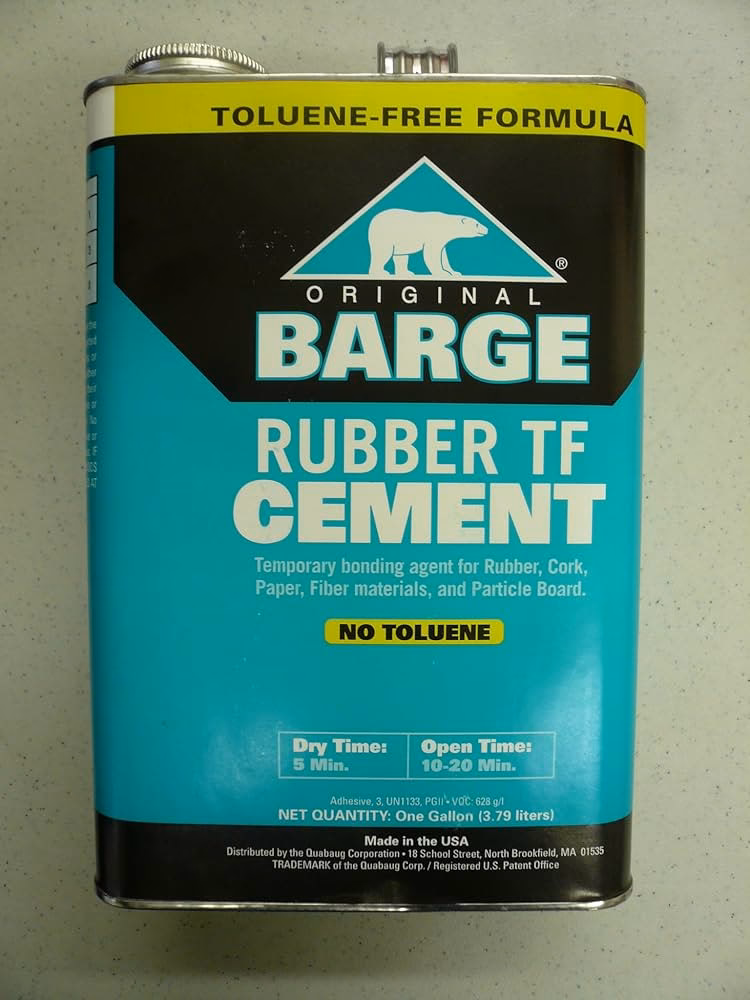 TOLUENE-FREE FORMULA
®
ORIGINAL
BARGE
RUBBER TF
CEMENT
Temporary bonding agent for Rubber, Cork,
Paper, Fiber materials, and Particle Board.
NO TOLUENE
Dry Time:
5 Min.
Open Time:
10-20 Min.
Adhesive, 3, UN1133, PGII • VOC: 628 g/l
NET QUANTITY: One Gallon (3.79 liters)
Made in the USA
Distributed by the Quabaug Corporation • 18 School Street, North Brookfield, MA 01535
TRADEMARK of the Quabaug Corp. / Registered U.S. Patent Office